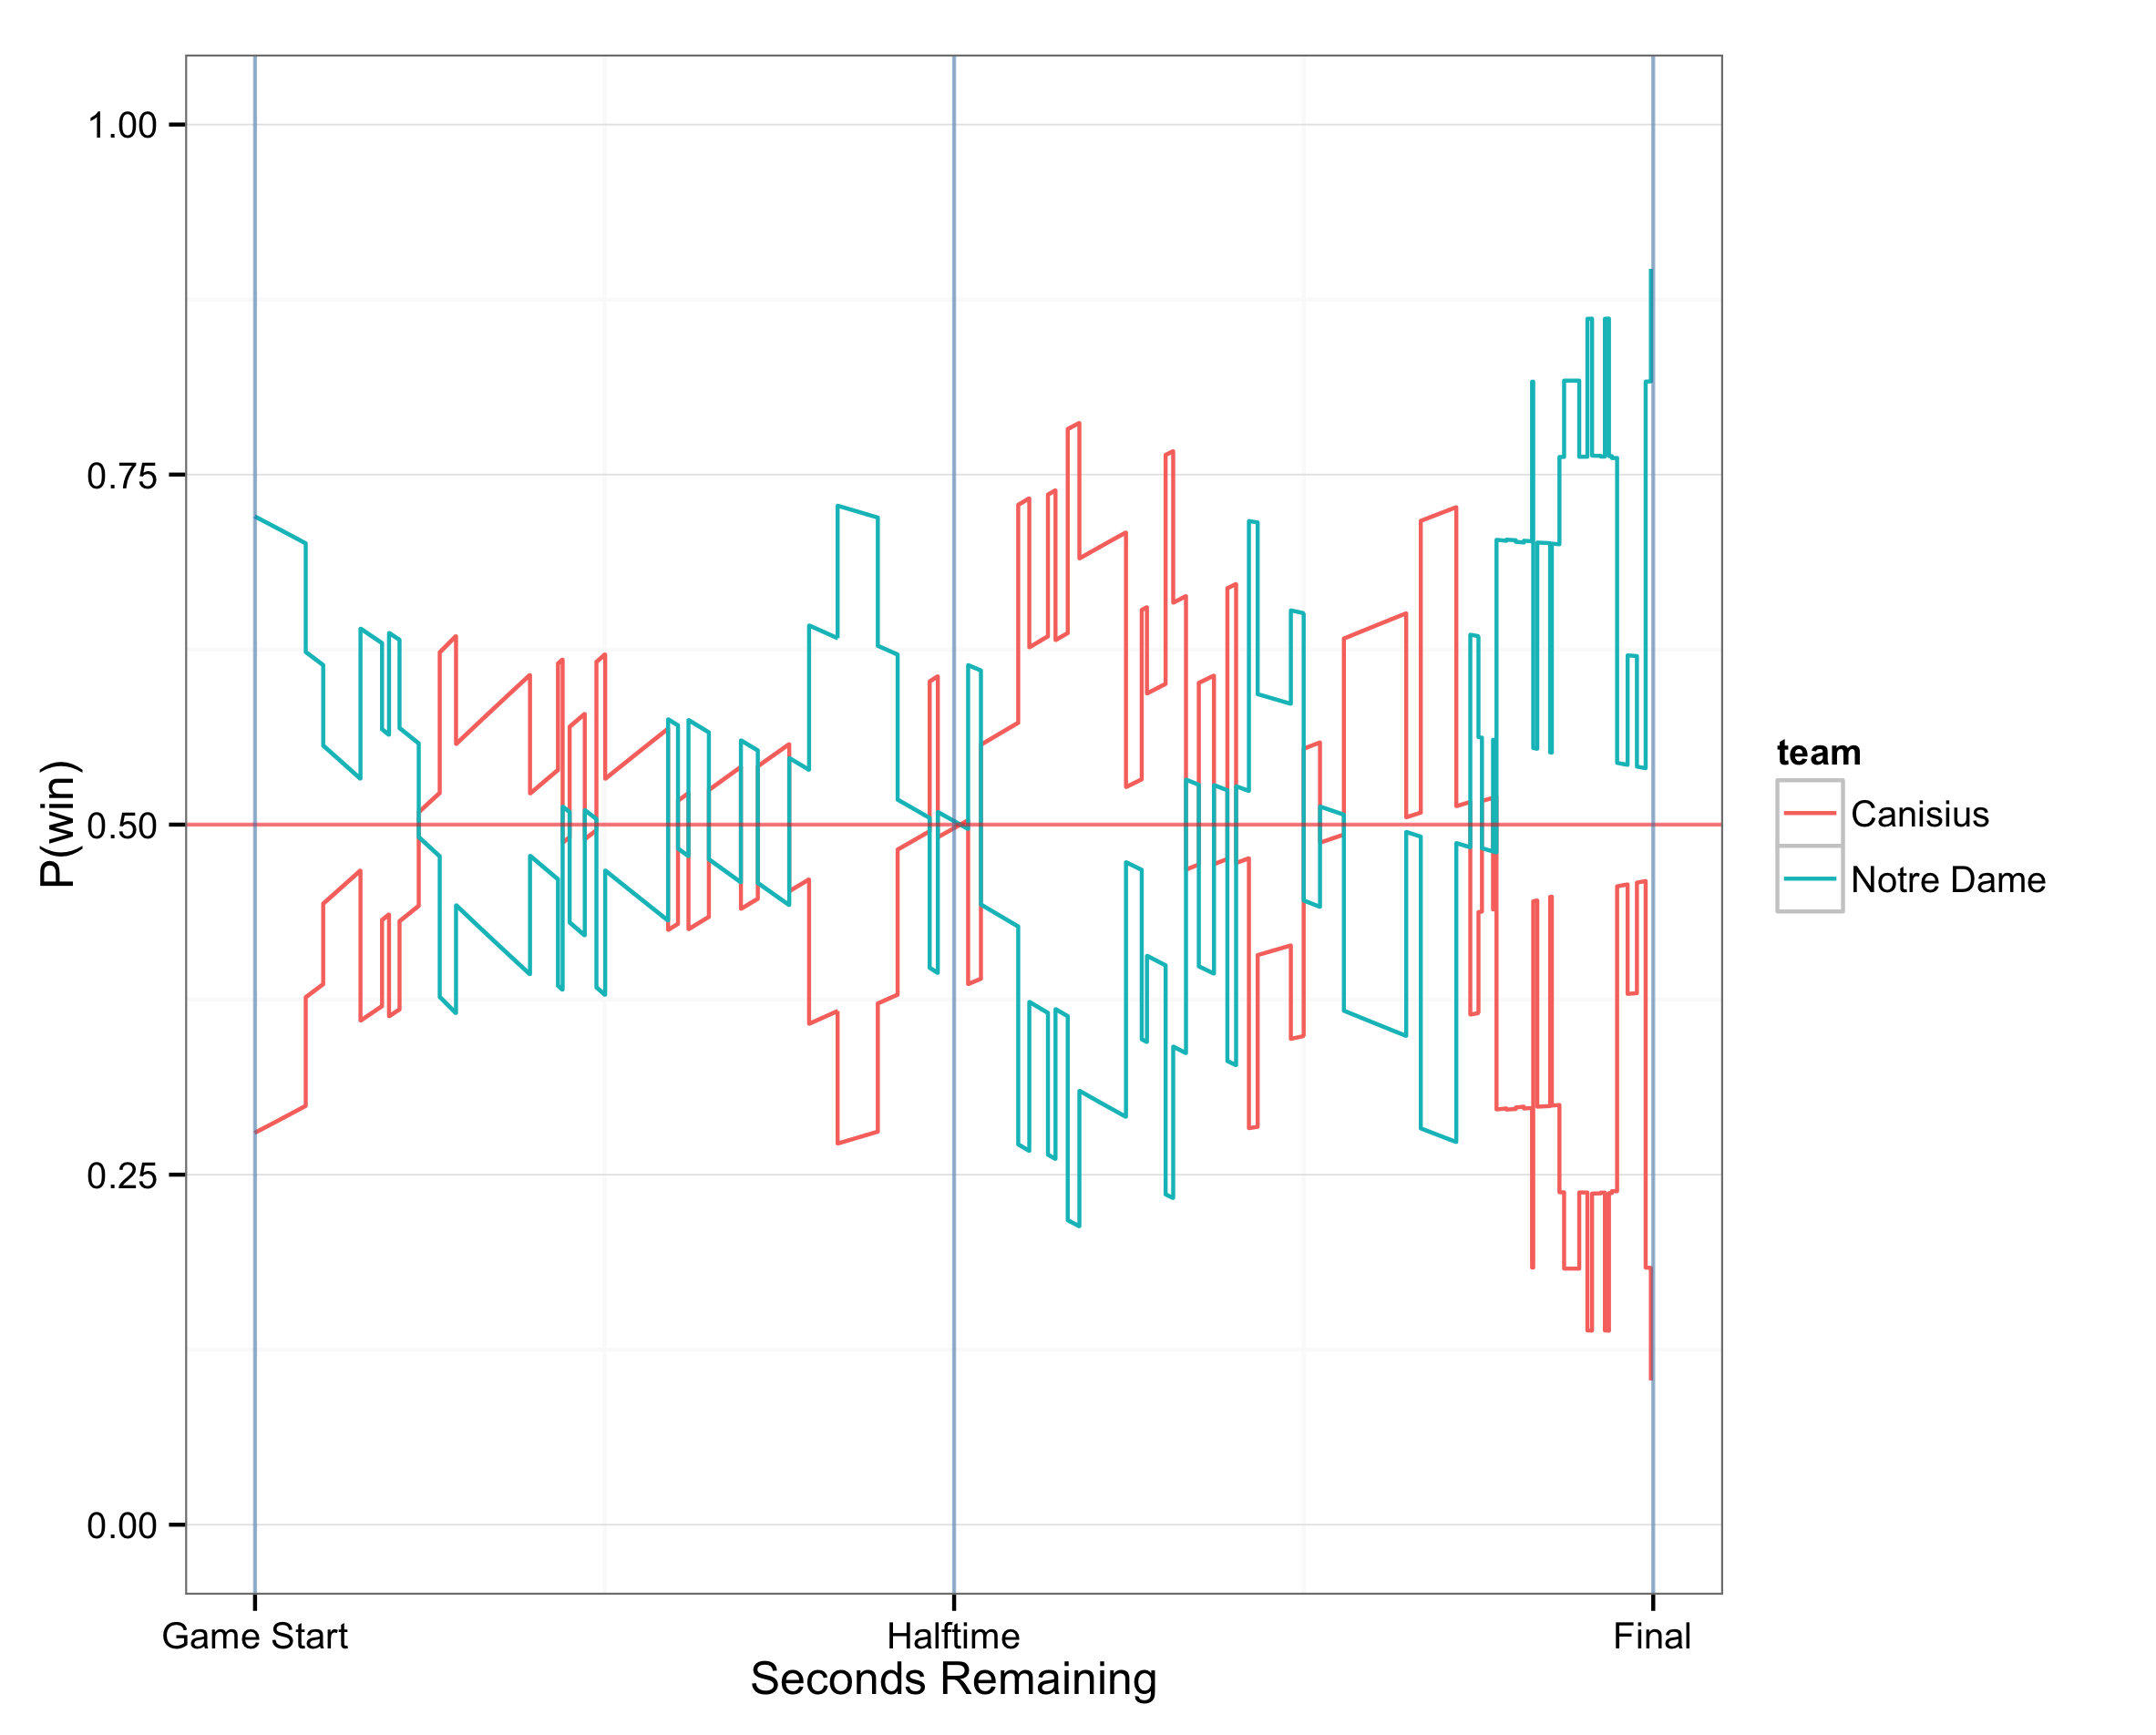 1.00
0.75
0.50
0.25
0.00
P(win)
Game Start
Halftime
Final
Seconds Remaining
team
Canisius
Notre Dame